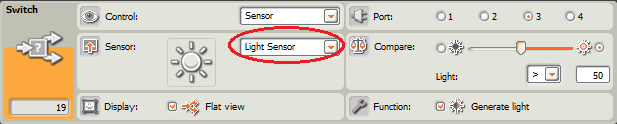 Switch
Control: Sensor
Port: 1 2 3 4
Sensor: Light Sensor
Compare:
Light: > 50
19
Display: Flat view
Function: Generate light